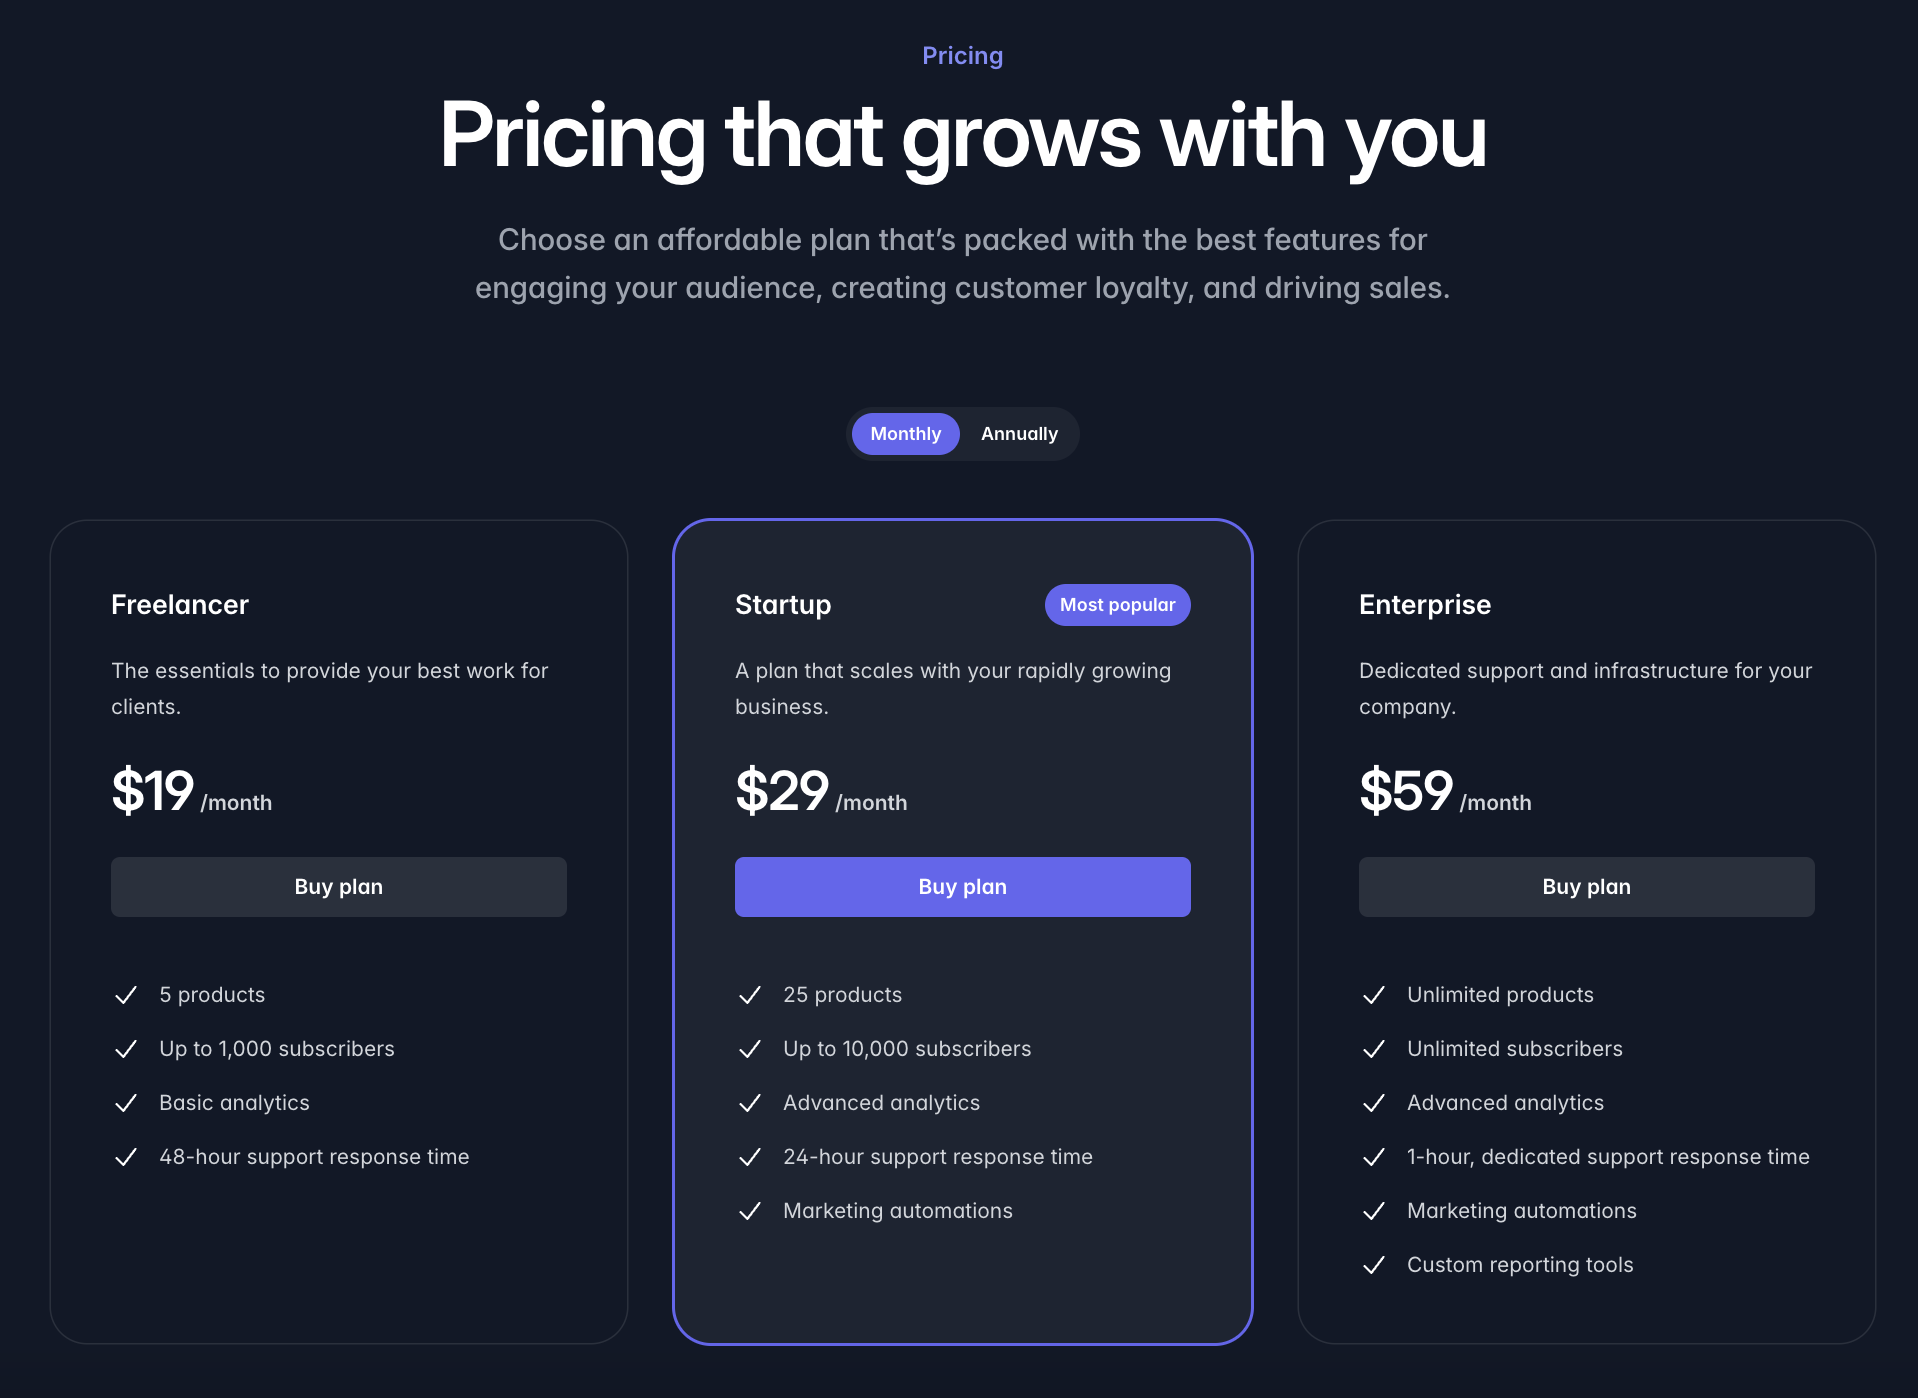 Pricing
Pricing that grows with you
Choose an affordable plan that’s packed with the best features for
engaging your audience, creating customer loyalty, and driving sales.
Monthly
Annually
Freelancer
The essentials to provide your best work for
clients.
$19 /month
Buy plan
5 products
Up to 1,000 subscribers
Basic analytics
48-hour support response time
Startup
Most popular
A plan that scales with your rapidly growing
business.
$29 /month
Buy plan
25 products
Up to 10,000 subscribers
Advanced analytics
24-hour support response time
Marketing automations
Enterprise
Dedicated support and infrastructure for your
company.
$59 /month
Buy plan
Unlimited products
Unlimited subscribers
Advanced analytics
1-hour, dedicated support response time
Marketing automations
Custom reporting tools